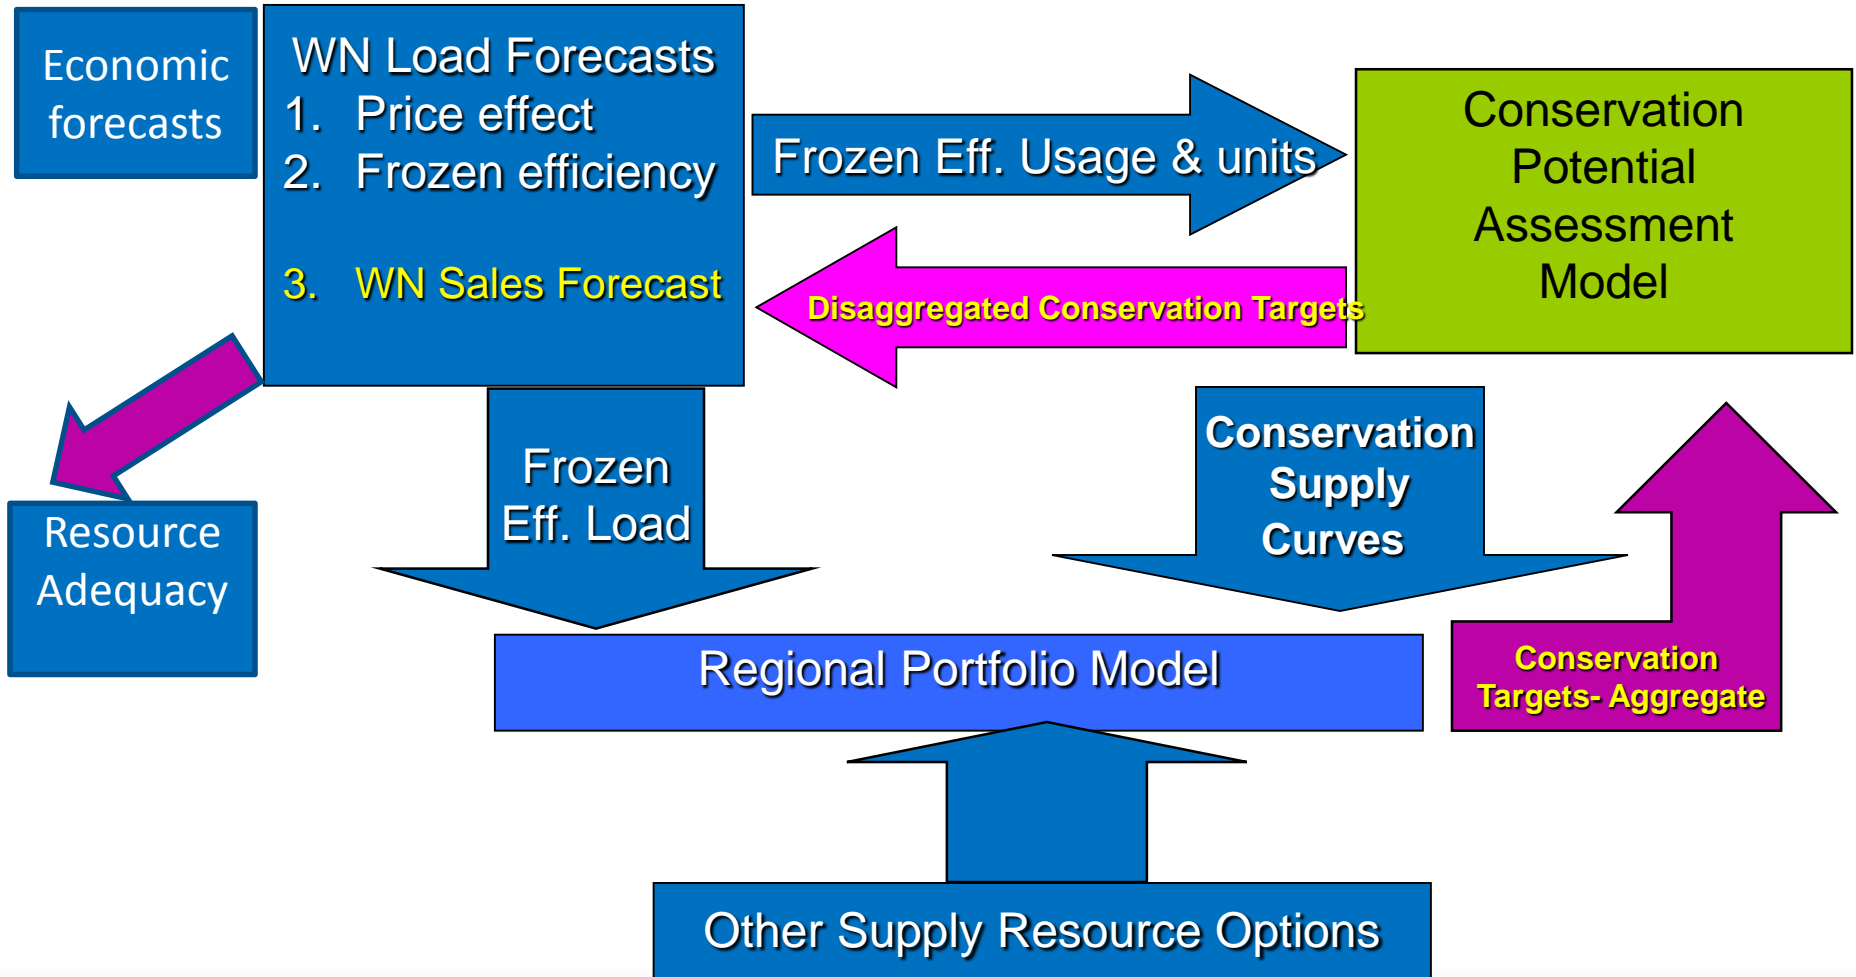 Economic
forecasts
WN Load Forecasts
1. Price effect
2. Frozen efficiency
3. WN Sales Forecast
Frozen Eff. Usage & units
Disaggregated Conservation Targets
Conservation
Potential
Assessment
Model
Resource
Adequacy
Frozen
Eff. Load
Conservation
Supply
Curves
Regional Portfolio Model
Conservation
Targets- Aggregate
Other Supply Resource Options